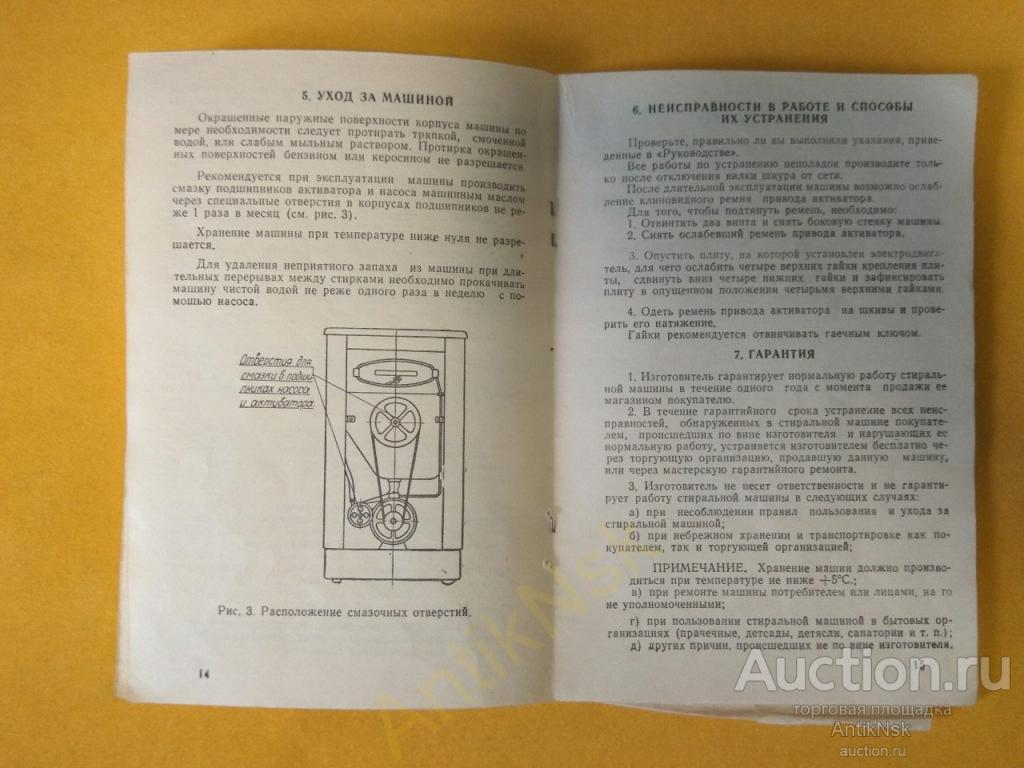 5. УХОД ЗА МАШИНОЙ
Окрашенные наружные поверхности корпуса машины по
мере необходимости следует протирать тряпкой, смоченной
водой, или слабым мыльным раствором. Протирка окрашен-
ных поверхностей бензином или керосином не разрешается.
Рекомендуется при эксплуатации машины производить
смазку подшипников активатора и насоса машинным маслом
через специальные отверстия в корпусах подшипников не ре-
же 1 раза в месяц (см. рис. 3).
Хранение машины при температуре ниже нуля не разре-
шается.
Для удаления неприятного запаха из машины при дли-
тельных перерывах между стирками необходимо прокачивать
машину чистой водой не реже одного раза в неделю с по-
мощью насоса.
Отверстия для
смазки в подши-
пниках насоса
и активатора
Рис. 3. Расположение смазочных отверстий.
14
6. НЕИСПРАВНОСТИ В РАБОТЕ И СПОСОБЫ
ИХ УСТРАНЕНИЯ
Проверьте, правильно ли вы выполняли указания, приве-
денные в «Руководстве».
Все работы по устранению неполадок производите толь-
ко после отключения вилки шнура от сети.
После длительной эксплуатации машины возможно ослаб-
ление клиновидного ремня привода активатора.
Для того, чтобы подтянуть ремень, необходимо:
1. Отвинтить два винта и снять боковую стенку машины.
2. Снять ослабевший ремень привода активатора.
3. Опустить плиту, на которой установлен электродвига-
тель, для чего ослабить четыре верхних гайки крепления пли-
ты, сдвинуть вниз четыре нижних гайки и зафиксировать
плиту в опущенном положении четырьмя верхними гайками.
4. Одеть ремень привода активатора на шкивы и прове-
рить его натяжение.
Гайки рекомендуется отвинчивать гаечным ключом.
7. ГАРАНТИЯ
1. Изготовитель гарантирует нормальную работу стираль-
ной машины в течение одного года с момента продажи ее
магазином покупателю.
2. В течение гарантийного срока устранение всех неис-
правностей, обнаруженных в стиральной машине покупате-
лем, происшедших по вине изготовителя и нарушающих ее
нормальную работу, устраняется изготовителем бесплатно че-
рез торгующую организацию, продавшую данную машину,
или через мастерскую гарантийного ремонта.
3. Изготовитель не несет ответственности и не гаранти-
рует работу стиральной машины в следующих случаях:
а) при несоблюдении правил пользования и ухода за
стиральной машиной;
б) при небрежном хранении и транспортировке как по-
купателем, так и торгующей организацией;
ПРИМЕЧАНИЕ. Хранение машин должно произво-
диться при температуре не ниже +5°С.;
в) при ремонте машины потребителем или лицами, на то
не уполномоченными;
г) при пользовании стиральной машиной в бытовых ор-
ганизациях (прачечные, детсады, детясли, санатории и т. п.);
д) других причин, происшедших не по вине изготовителя.
15
AntikNsk
Auction.ru
торговая площадка
AntikNsk
auction.ru